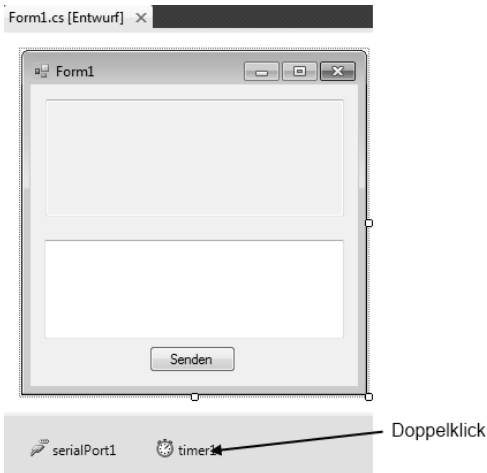 Form1.cs [Entwurf]
Form1
Senden
serialPort1
timer1
Doppelklick